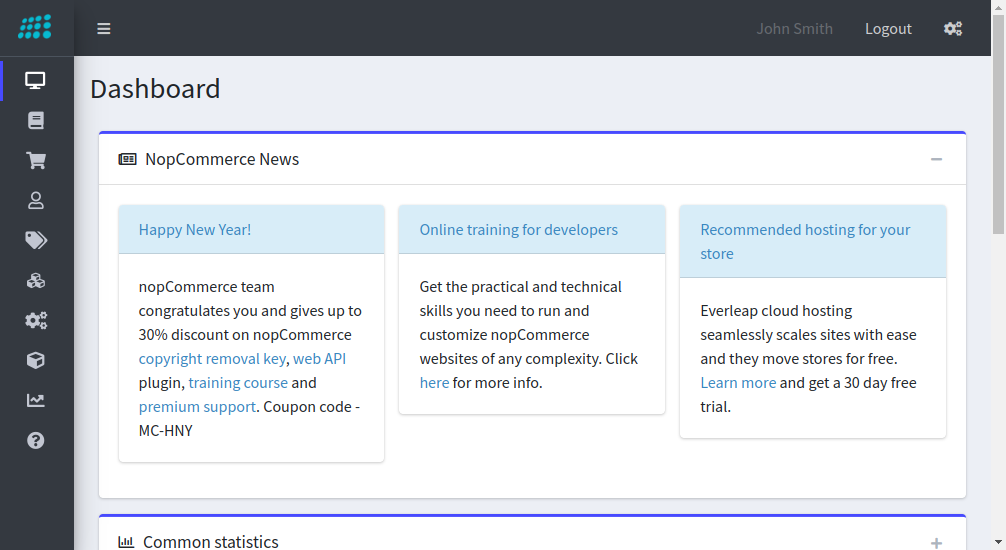 John Smith
Logout
Dashboard
NopCommerce News
Happy New Year!
nopCommerce team
congratulates you and gives up to
30% discount on nopCommerce
copyright removal key, web API
plugin, training course and
premium support. Coupon code -
MC-HNY
Online training for developers
Get the practical and technical
skills you need to run and
customize nopCommerce
websites of any complexity. Click
here for more info.
Recommended hosting for your
store
Everleap cloud hosting
seamlessly scales sites with ease
and they move stores for free.
Learn more and get a 30 day free
trial.
Common statistics